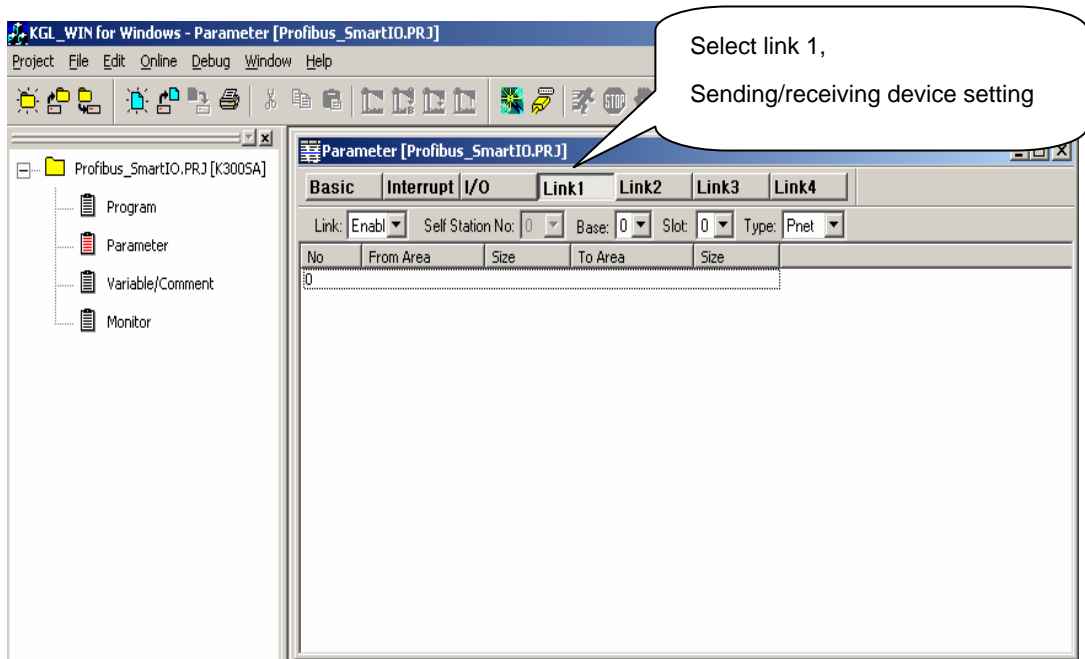 KGL_WIN for Windows - Parameter [Profibus_SmartIO.PRJ]
Project File Edit Online Debug Window Help
Select link 1,
Sending/receiving device setting
STOP
Profibus_SmartIO.PRJ [K300SA]
Program
Parameter
Variable/Comment
Monitor
Parameter [Profibus_SmartIO.PRJ]
Basic Interrupt I/O Link1 Link2 Link3 Link4
Link: Enabl Self Station No: 0 Base: 0 Slot: 0 Type: Pnet
No From Area Size To Area Size
0